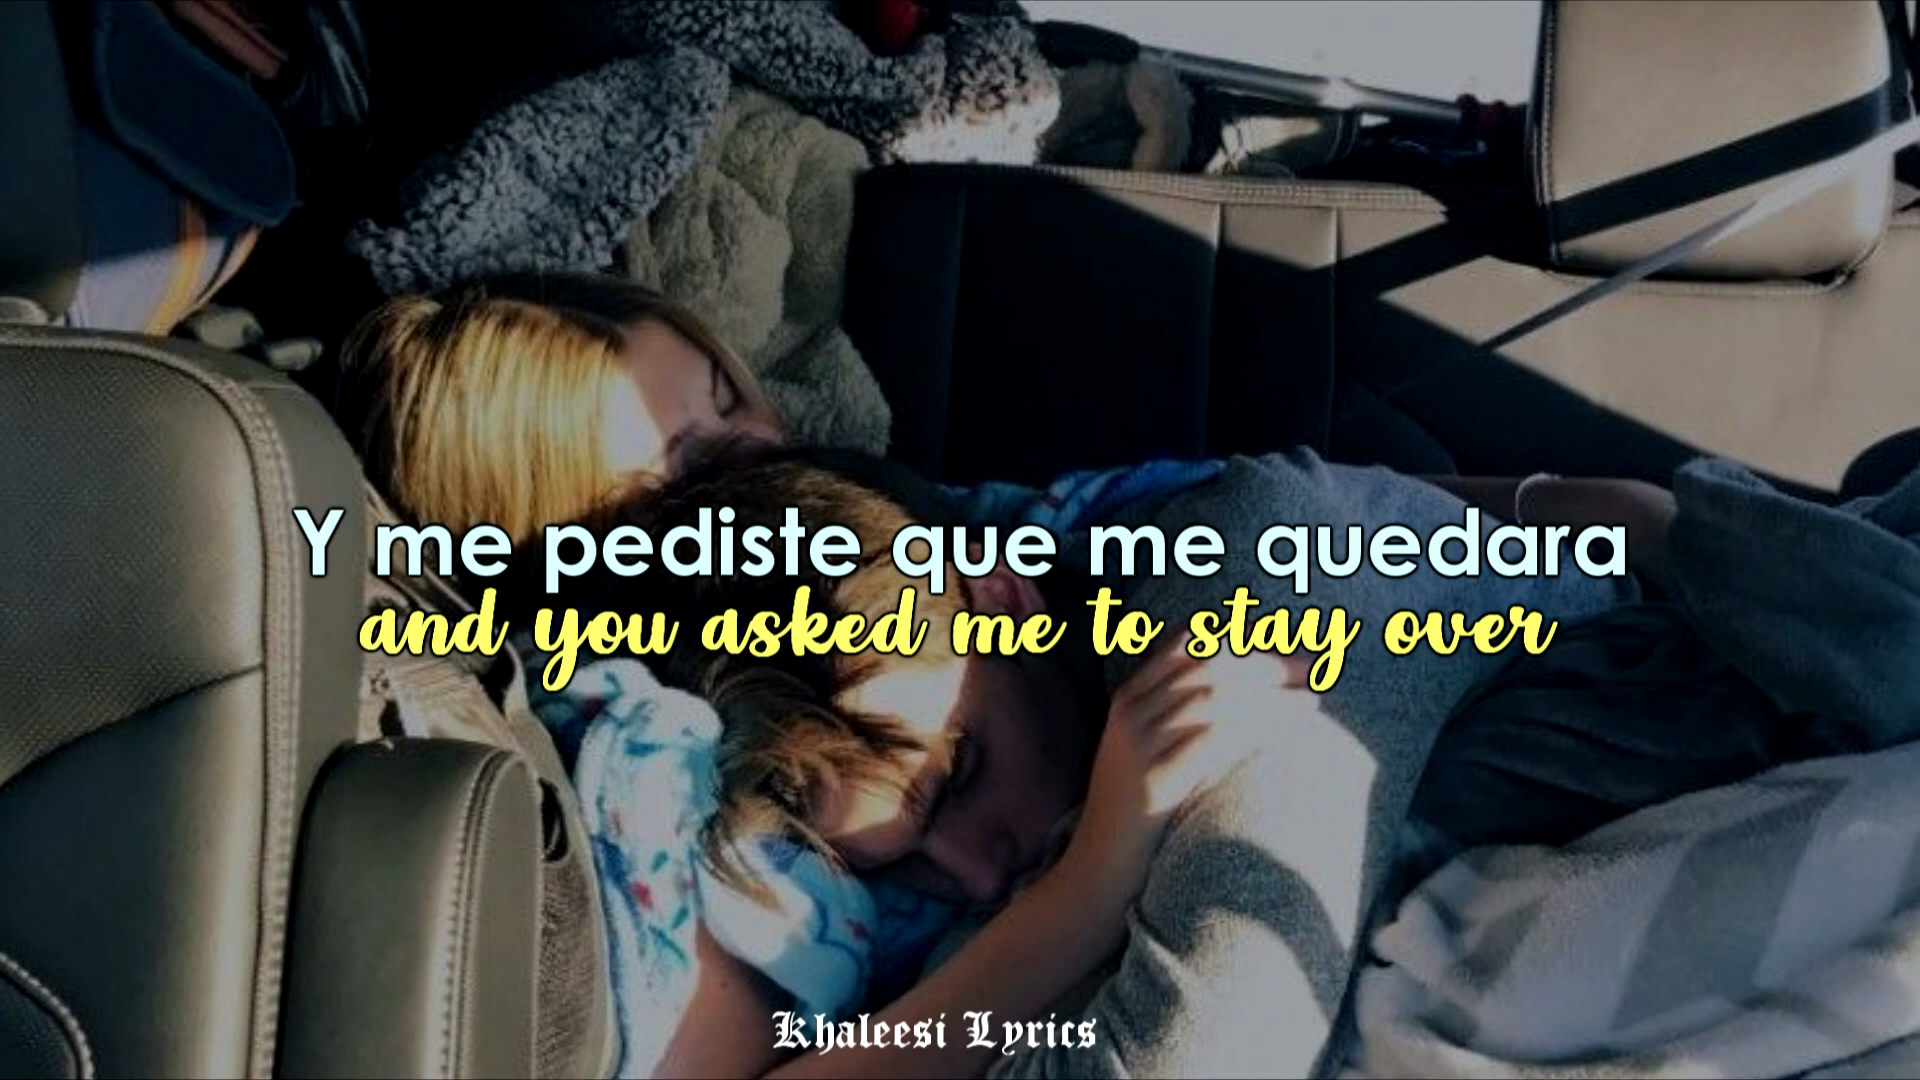 Y me pediste que me quedara
and you asked me to stay over
Khaleesi Lyrics